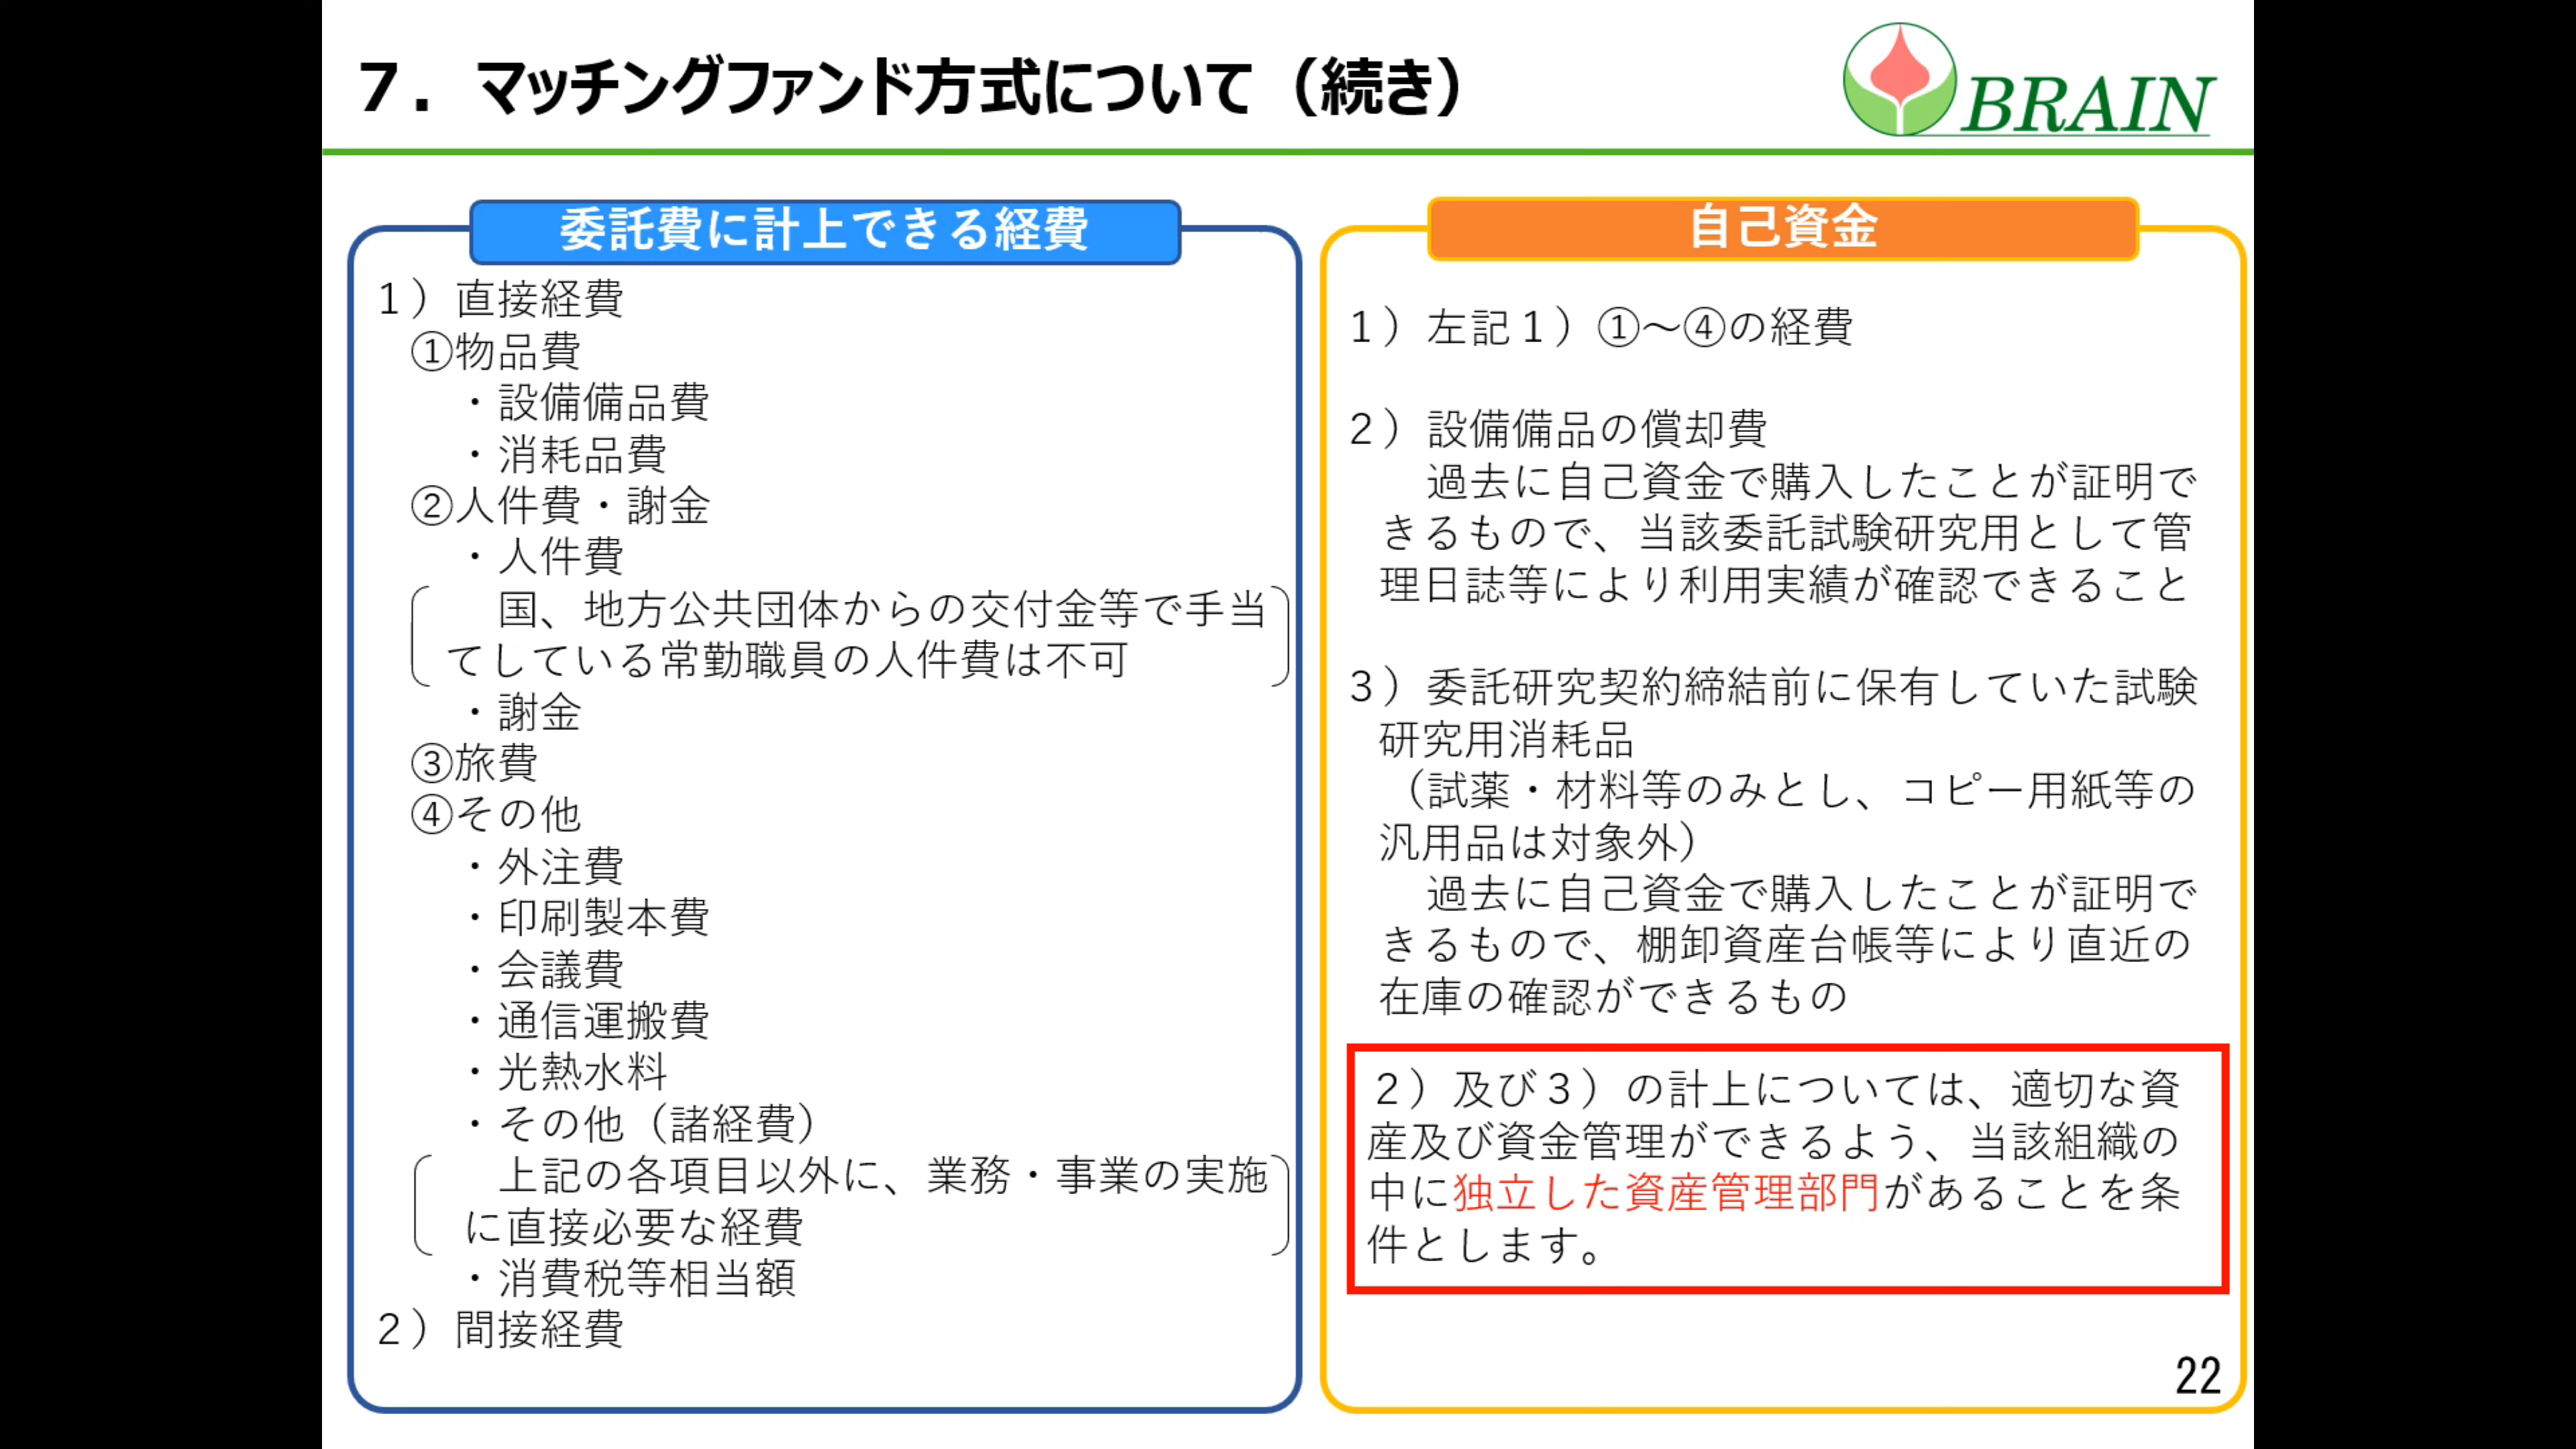 ７．マッチングファンド方式について（続き）
BRAIN
委託費に計上できる経費
１）直接経費
①物品費
・設備備品費
・消耗品費
②人件費・謝金
・人件費
国、地方公共団体からの交付金等で手当
てしている常勤職員の人件費は不可
・謝金
③旅費
④その他
・外注費
・印刷製本費
・会議費
・通信運搬費
・光熱水料
・その他（諸経費）
上記の各項目以外に、業務・事業の実施
に直接必要な経費
・消費税等相当額
２）間接経費
自己資金
１）左記１）①～④の経費
２）設備備品の償却費
過去に自己資金で購入したことが証明で
きるもので、当該委託試験研究用として管
理日誌等により利用実績が確認できること
３）委託研究契約締結前に保有していた試験
研究用消耗品
（試薬・材料等のみとし、コピー用紙等の
汎用品は対象外）
過去に自己資金で購入したことが証明で
きるもので、棚卸資産台帳等により直近の
在庫の確認ができるもの
２）及び３）の計上については、適切な資
産及び資金管理ができるよう、当該組織の
中に独立した資産管理部門があることを条
件とします。
22